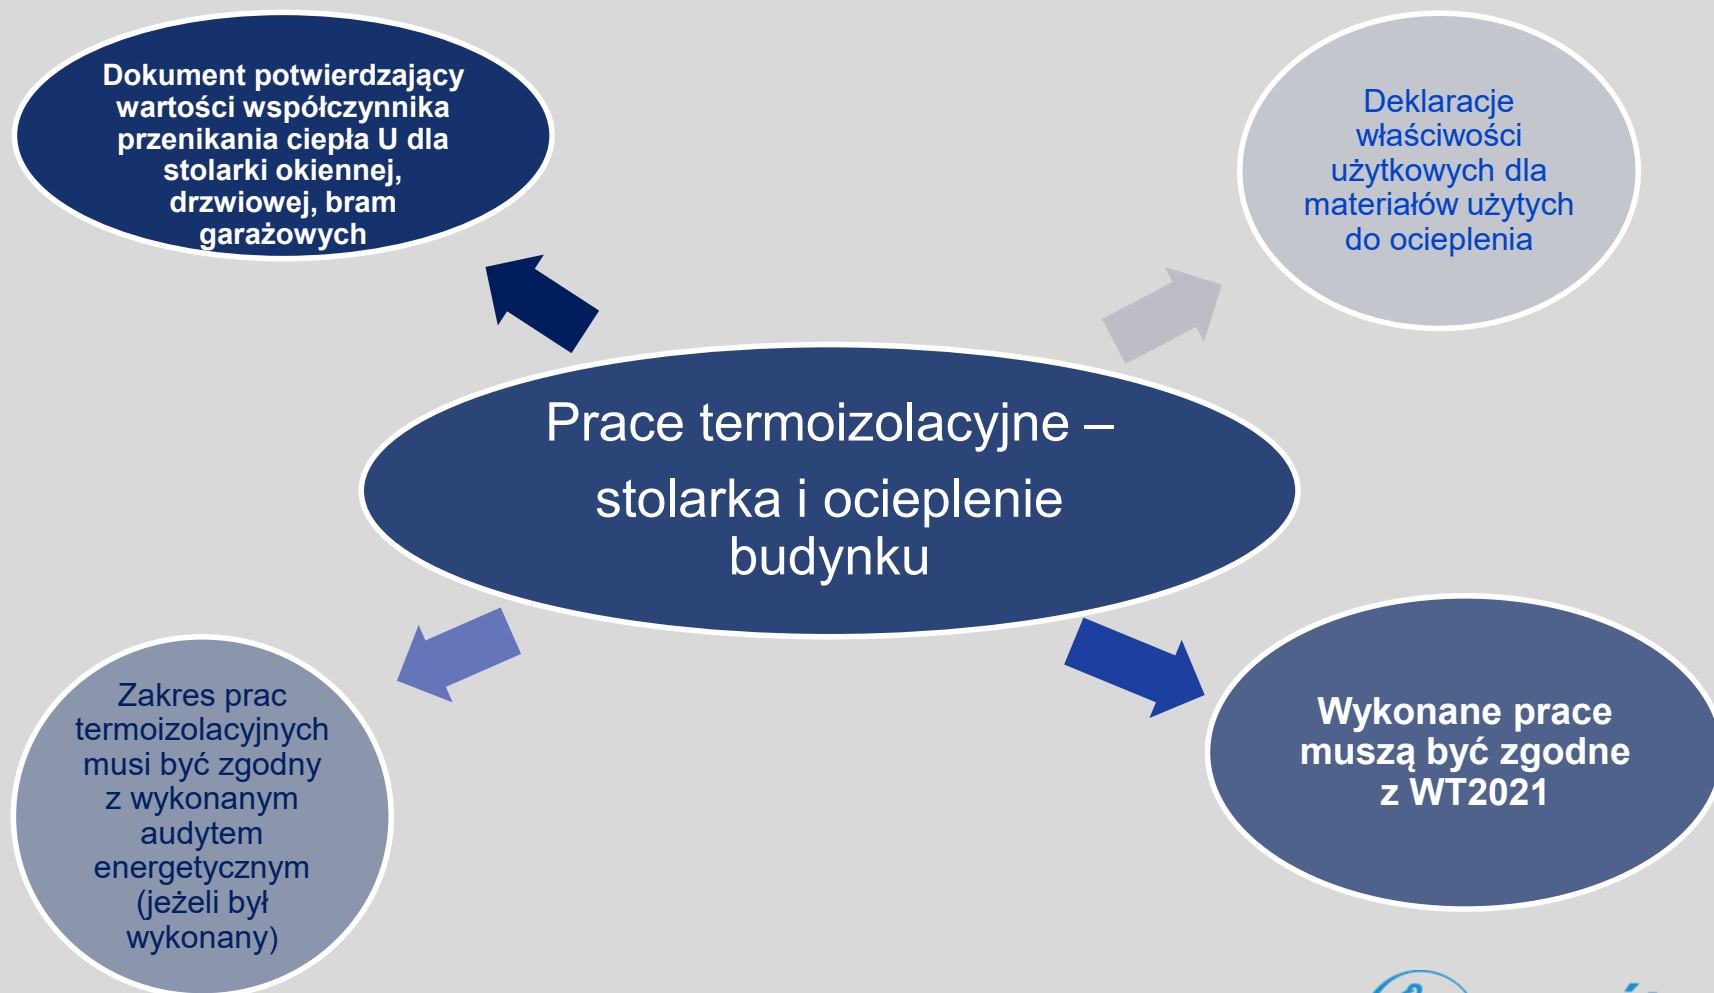 Dokument potwierdzający
wartości współczynnika
przenikania ciepła U dla
stolarki okiennej,
drzwiowej, bram
garażowych
Deklaracje
właściwości
użytkowych dla
materiałów użytych
do ocieplenia
Prace termoizolacyjne –
stolarka i ocieplenie
budynku
Zakres prac
termoizolacyjnych
musi być zgodny
z wykonanym
audytem
energetycznym
(jeżeli był
wykonany)
Wykonane prace
muszą być zgodne
z WT2021